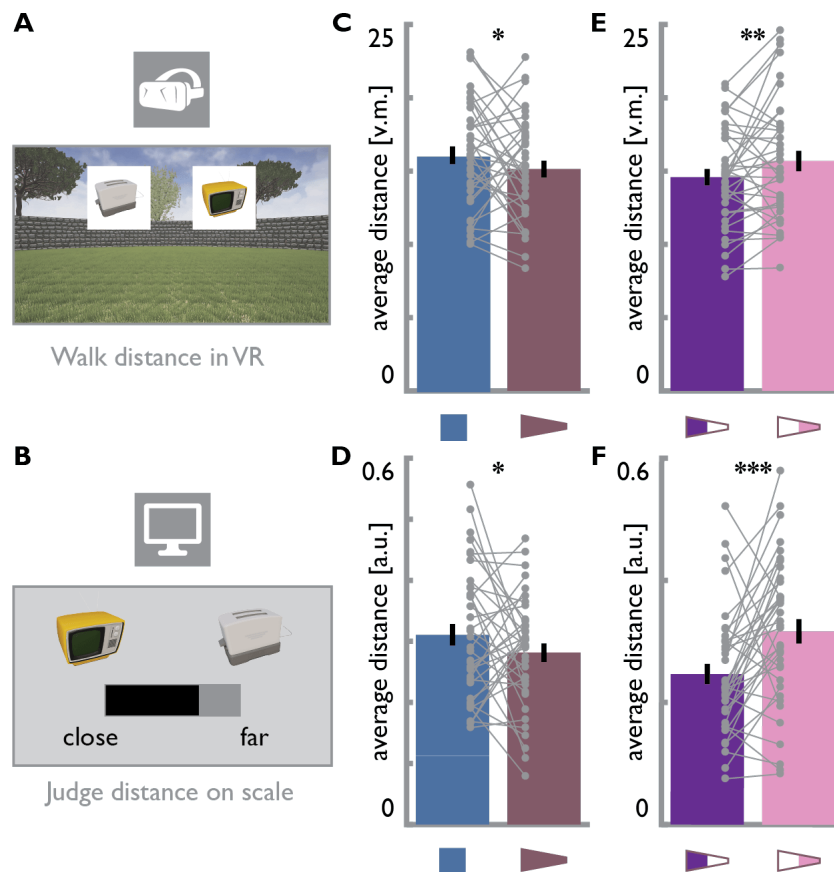 A
Walk distance in VR
B
close
far
Judge distance on scale
C
25
*
average distance [v.m.]
0
D
0.6
*
average distance [a.u.]
0
E
25
**
average distance [v.m.]
0
F
0.6
***
average distance [a.u.]
0